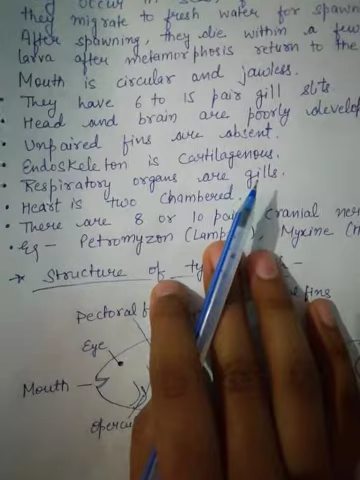 they migrate to fresh water for spawn
After spawning, they die within a few
larva after metamorphosis return to the
Mouth is circular and jawless.
• They have 6 to 15 pair gill slits.
• Head and brain are poorly develop
• Unpaired fins are absent.
• Endoskeleton is cartilagenous.
• Respiratory organs are gills.
• Heart is two chambered.
• There are 8 or 10 pair cranial ner
• Eg - Petromyzon (Lamp), Myxine (H
* Structure of
Pectoral
fins
Eye
Mouth
opercu